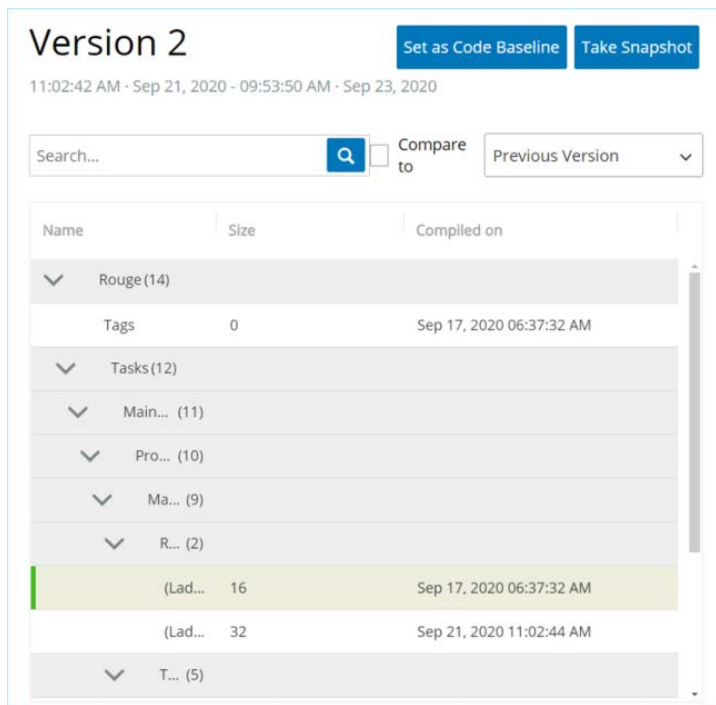 Version 2
Set as Code Baseline
Take Snapshot
11:02:42 AM · Sep 21, 2020 - 09:53:50 AM · Sep 23, 2020
Search...
Compare to
Previous Version
Name Size Compiled on
Rouge (14)
Tags 0 Sep 17, 2020 06:37:32 AM
Tasks (12)
Main... (11)
Pro... (10)
Ma... (9)
R... (2)
(Lad... 16 Sep 17, 2020 06:37:32 AM
(Lad... 32 Sep 21, 2020 11:02:44 AM
T... (5)